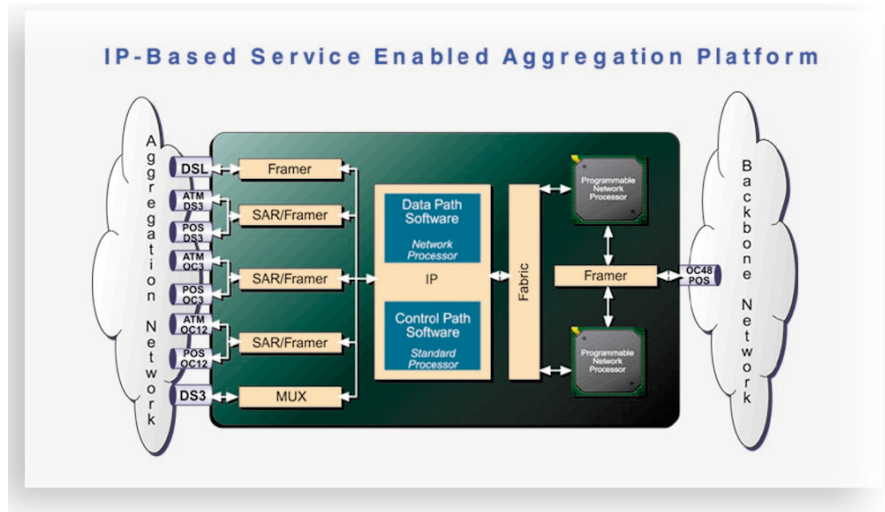 IP-Based Service Enabled Aggregation Platform
Aggregation Network
DSL
ATM
DS3
POS
DS3
ATM
OC3
POS
OC3
ATM
OC12
POS
OC12
DS3
Framer
SAR/Framer
SAR/Framer
SAR/Framer
MUX
Data Path
Software
Network
Processor
IP
Control Path
Software
Standard
Processor
Fabric
Programmable
Network
Processor
Framer
Programmable
Network
Processor
OC48
POS
Backbone Network